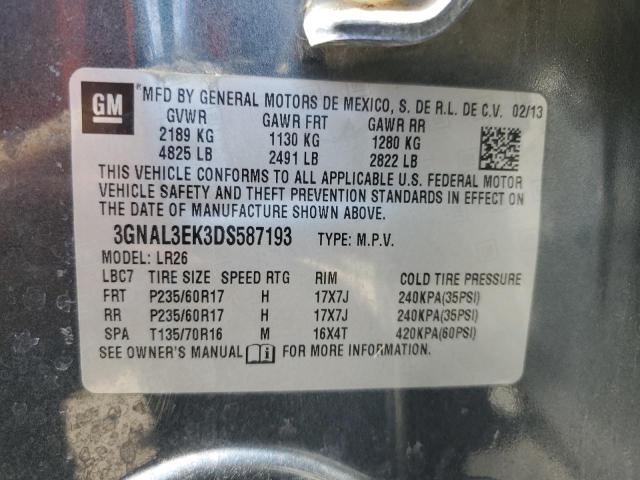 GM *MFD BY GENERAL MOTORS DE MEXICO, S. DE R.L. DE C.V. 02/13
GVWR GAWR FRT GAWR RR
2189 KG 1130 KG 1280 KG
4825 LB 2491 LB 2822 LB
THIS VEHICLE CONFORMS TO ALL APPLICABLE U.S. FEDERAL MOTOR
VEHICLE SAFETY AND THEFT PREVENTION STANDARDS IN EFFECT ON
THE DATE OF MANUFACTURE SHOWN ABOVE.
3GNAL3EK3DS587193 TYPE: M.P.V.
MODEL: LR26
LBC7 TIRE SIZE SPEED RTG RIM COLD TIRE PRESSURE
FRT P235/60R17 H 17X7J 240KPA(35PSI)
RR P235/60R17 H 17X7J 240KPA(35PSI)
SPA T135/70R16 M 16X4T 420KPA(60PSI)
SEE OWNER'S MANUAL FOR MORE INFORMATION.